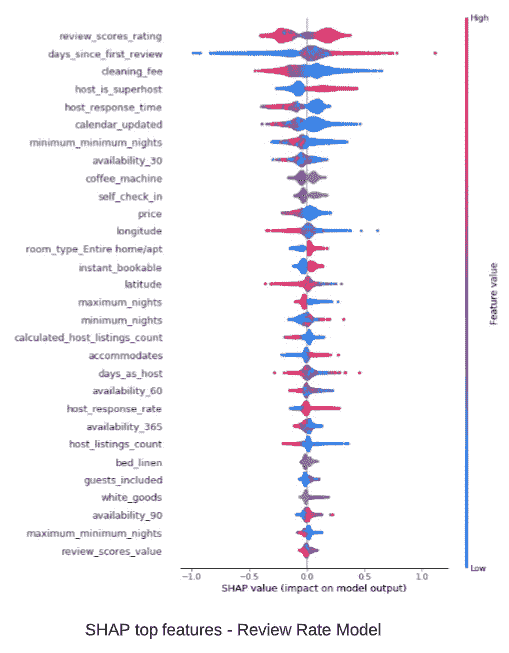 High
review_scores_rating
days_since_first_review
cleaning_fee
host_is_superhost
host_response_time
calendar_updated
minimum_minimum_nights
availability_30
coffee_machine
self_check_in
price
longitude
room_type_Entire home/apt
instant_bookable
latitude
maximum_nights
minimum_nights
calculated_host_listings_count
accommodates
days_as_host
availability_60
host_response_rate
availability_365
host_listings_count
bed_linen
guests_included
white_goods
availability_90
maximum_minimum_nights
review_scores_value
Feature value
Low
−1.0 −0.5 0.0 0.5 1.0
SHAP value (impact on model output)
SHAP top features - Review Rate Model